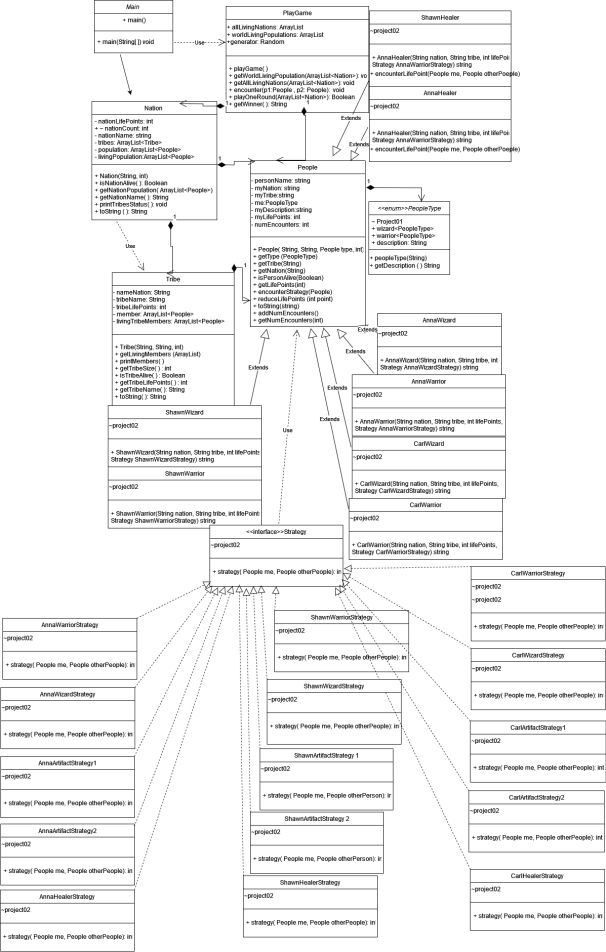 Main
+ main()
+ main(String[ ]) void
Use
PlayGame
+ allLivingNations: ArrayList
+ worldLivingPopulations: ArrayList
+generator: Random
+ playGame( )
+ getWorldLivingPopulation(ArrayList<Nation>): vo
+ getAllLivingNations(ArrayList<Nation>): void
+ encounter(p1:People , p2: People): void
+ playOneRound(ArrayList<Nation>): Boolean
+ getWinner( ): String
ShawnHealer
~project02
+ AnnaHealer(String nation, String tribe, int lifePoi
Strategy AnnaWarriorStrategy) string
+ encounterLifePoint(People me, People otherPoeple)
AnnaHealer
+ AnnaHealer(String nation, String tribe, int lifePoi
Strategy AnnaWarriorStrategy) string
+ encounterLifePoint(People me, People otherPoeple)
Extends
Extends
1
1
Nation
- nationLifePoints: int
+ ~ nationCount: int
- nationName: string
- tribes: ArrayList<Tribe>
- population: ArrayList<People>
- livingPopulation:ArrayList<People>
+ Nation(String, int)
+ isNationAlive( ): Boolean
+ getNationPopulation( ArrayList<People>)
+ getNationName( ): String
+ printTribesStatus( ): void
+ toString ( ): String
1
1
Use
People
- personName: string
- myNation: string
- myTribe:string
- me:PeopleType
- myDescription:string
- myLifePoints: int
- numEncounters: int
+ People( String, String, People type, int)
+ getType (PeopleType)
+ getTribe(String)
+ getNation(String)
+ isPersonAlive(Boolean)
+ getLifePoints(int)
+ encounterStrategy(People)
+ reduceLifePoints (int point)
+ toString(string)
+ addNumEncounters()
+ getNumEncounters(int)
1
<<enum>>PeopleType
~ Project01
+ wizard<PeopleType>
+ warrior<PeopleType>
+ description: String
+ peopleType(String)
+ getDescription ( ) String
Tribe
- nameNation: String
- tribeName: String
- tribeLifePoints: int
- member: ArrayList<People>
- livingTribeMembers: ArrayList<People>
+ Tribe(String, String, int)
+ getLivingMembers (ArrayList)
+ printMembers( )
+ getTribeSize( ): int
+ isTribeAlive( ): Boolean
+ getTribeLifePoints( ): int
+ getTribeName( ): String
+ toString( ): String
1
Extends
Extends
Extends
Extends
Extends
Use
AnnaWizard
~project02
+ AnnaWizard(String nation, String tribe, int
Strategy AnnaWizardStrategy) string
AnnaWarrior
~project02
+ AnnaWarrior(String nation, String tribe, int lifePoints,
Strategy AnnaWarriorStrategy) string
CarlWizard
~project02
+ CarlWizard(String nation, String tribe, int lifePoints,
Strategy CarlWizardStrategy) string
CarlWarrior
~project02
+ CarlWarrior(String nation, String tribe, int lifePoints,
Strategy CarlWarriorStrategy) string
ShawnWizard
~project02
+ ShawnWizard(String nation, String tribe, int lifePoints
Strategy ShawnWizardStrategy) string
ShawnWarrior
~project02
+ ShawnWarrior(String nation, String tribe, int lifePoints
Strategy ShawnWarriorStrategy) string
<<interface>>Strategy
~project02
+ strategy( People me, People otherPeople): in
CarlWarriorStrategy
~project02
~project02
+ strategy( People me, People otherPeople): int
AnnaWarriorStrategy
~project02
+ strategy( People me, People otherPeople): in
ShawnWarriorStrategy
~project02
+ strategy( People me, People otherPeople): in
CarlWizardStrategy
~project02
+ strategy( People me, People otherPeople): in
AnnaWizardStrategy
~project02
+ strategy( People me, People otherPeople): in
ShawnWizardStrategy
~project02
+ strategy( People me, People otherPeople): in
CarlArtifactStrategy1
~project02
+ strategy( People me, People otherPeople): int
AnnaArtifactStrategy1
~project02
+ strategy( People me, People otherPeople): in
ShawnArtifactStrategy 1
~project02
+ strategy( People me, People otherPerson): ir
CarlArtifactStrategy2
~project02
+ strategy( People me, People otherPeople): int
AnnaArtifactStrategy2
~project02
+ strategy( People me, People otherPeople): in
ShawnArtifactStrategy 2
~project02
+ strategy( People me, People otherPerson): ir
CarlHealerStrategy
~project02
+ strategy( People me, People otherPeople): in
AnnaHealerStrategy
~project02
+ strategy( People me, People otherPeople): in
ShawnHealerStrategy
~project02
+ strategy( People me, People otherPeople): in